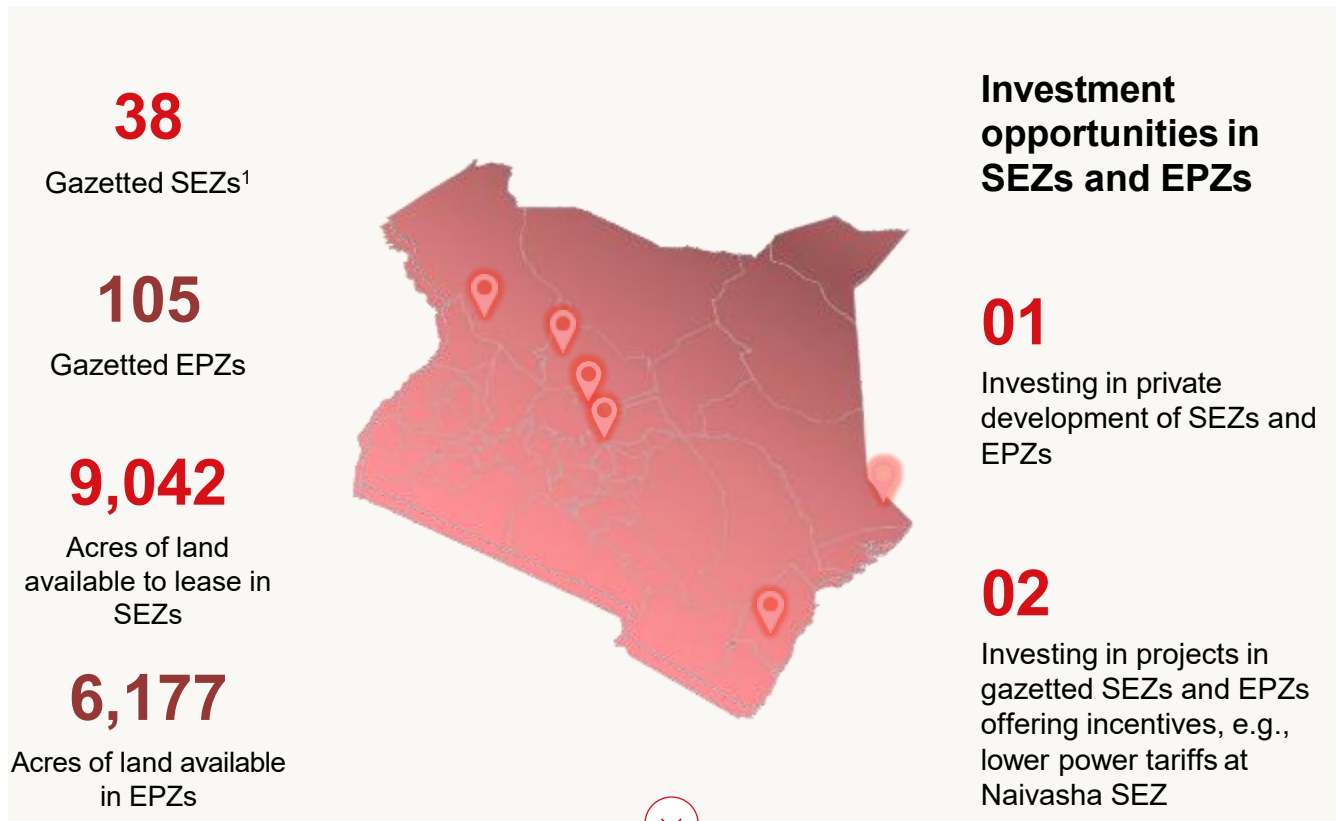 38
Gazetted SEZs¹
105
Gazetted EPZs
9,042
Acres of land
available to lease in
SEZs
6,177
Acres of land available
in EPZs
Investment
opportunities in
SEZs and EPZs
01
Investing in private
development of SEZs and
EPZs
02
Investing in projects in
gazetted SEZs and EPZs
offering incentives, e.g.,
lower power tariffs at
Naivasha SEZ